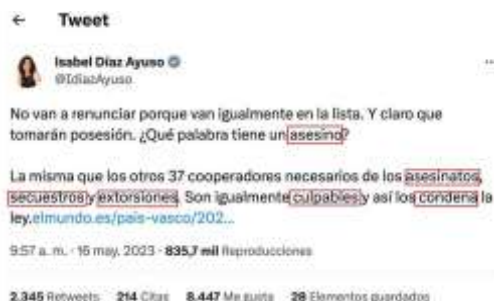 ← Tweet
Isabel Díaz Ayuso
@IdiazAyuso
No van a renunciar porque van igualmente en la lista. Y claro que
tomarán posesión. ¿Qué palabra tiene un asesino?
La misma que los otros 37 cooperadores necesarios de los asesinatos,
secuestros y extorsiones. Son igualmente culpables y así los condena la
ley.elmundo.es/pais-vasco/202...
9:57 a. m. · 16 may. 2023 · 835,7 mil Reproducciones
2.345 Retweets 214 Citas 8.447 Me gusta 28 Elementos guardados